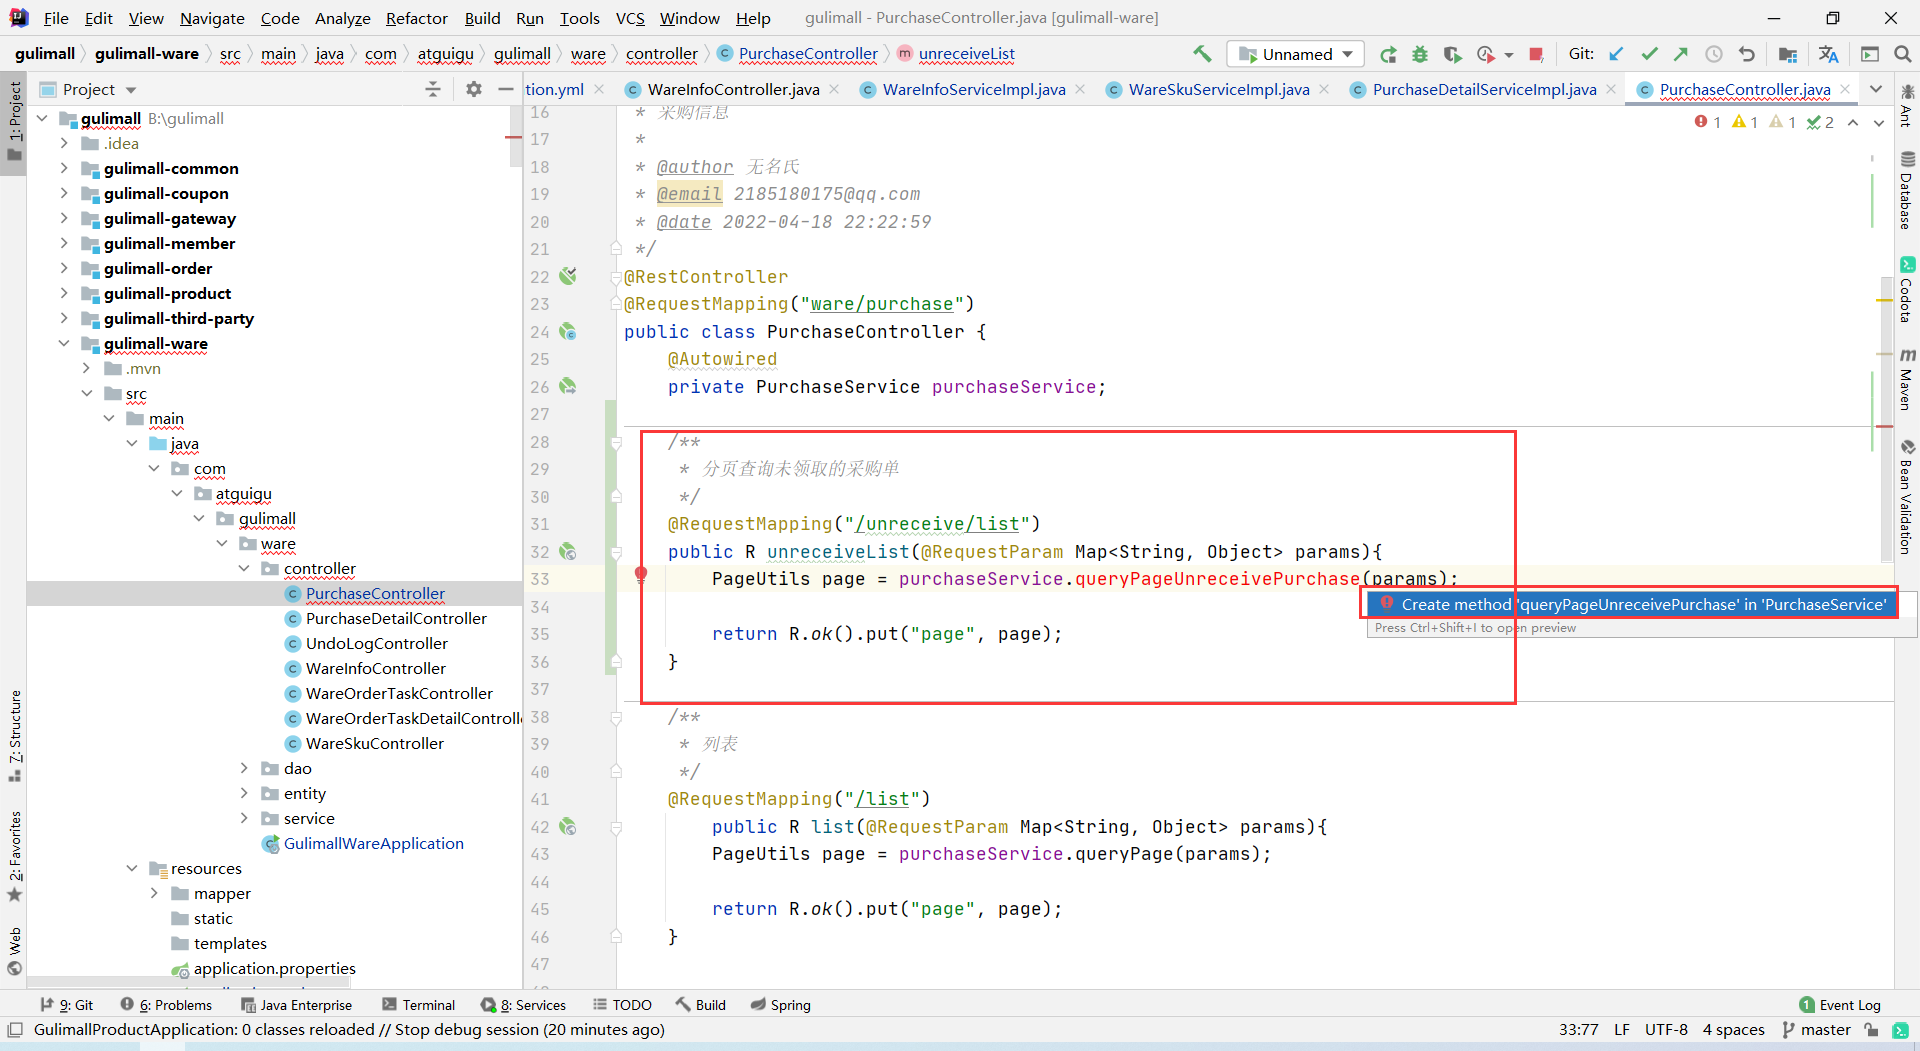 File Edit View Navigate Code Analyze Refactor Build Run Tools VCS Window Help gulimall - PurchaseController.java [gulimall-ware]
gulimall gulimall-ware src main java com atguigu gulimall ware controller PurchaseController unreceiveList Unnamed Git:
Project
tion.yml WareInfoController.java WareInfoServiceImpl.java WareSkuServiceImpl.java PurchaseDetailServiceImpl.java PurchaseController.java
1: Project
7: Structure
2: Favorites
Web
gulimall B:\gulimall
.idea
gulimall-common
gulimall-coupon
gulimall-gateway
gulimall-member
gulimall-order
gulimall-product
gulimall-third-party
gulimall-ware
.mvn
src
main
java
com
atguigu
gulimall
ware
controller
PurchaseController
PurchaseDetailController
UndoLogController
WareInfoController
WareOrderTaskController
WareOrderTaskDetailControlle
WareSkuController
dao
entity
service
GulimallWareApplication
resources
mapper
static
templates
application.properties
1 1 1 2
16 * 采购信息
17 *
18 * @author 无名氏
19 * @email 2185180175@qq.com
20 * @date 2022-04-18 22:22:59
21 */
22 @RestController
23 @RequestMapping("ware/purchase")
24 public class PurchaseController {
25 @Autowired
26 private PurchaseService purchaseService;
27
28 /**
29 * 分页查询未领取的采购单
30 */
31 @RequestMapping("/unreceive/list")
32 public R unreceiveList(@RequestParam Map<String, Object> params){
33 PageUtils page = purchaseService.queryPageUnreceivePurchase(params);
Create method 'queryPageUnreceivePurchase' in 'PurchaseService'
Press Ctrl+Shift+I to open preview
34
35 return R.ok().put("page", page);
36 }
37
38 /**
39 * 列表
40 */
41 @RequestMapping("/list")
42 public R list(@RequestParam Map<String, Object> params){
43 PageUtils page = purchaseService.queryPage(params);
44
45 return R.ok().put("page", page);
46 }
47
Ant
Database
Codota
Maven
Bean Validation
9: Git 6: Problems Java Enterprise Terminal 8: Services TODO Build Spring 1 Event Log
GulimallProductApplication: 0 classes reloaded // Stop debug session (20 minutes ago) 33:77 LF UTF-8 4 spaces master